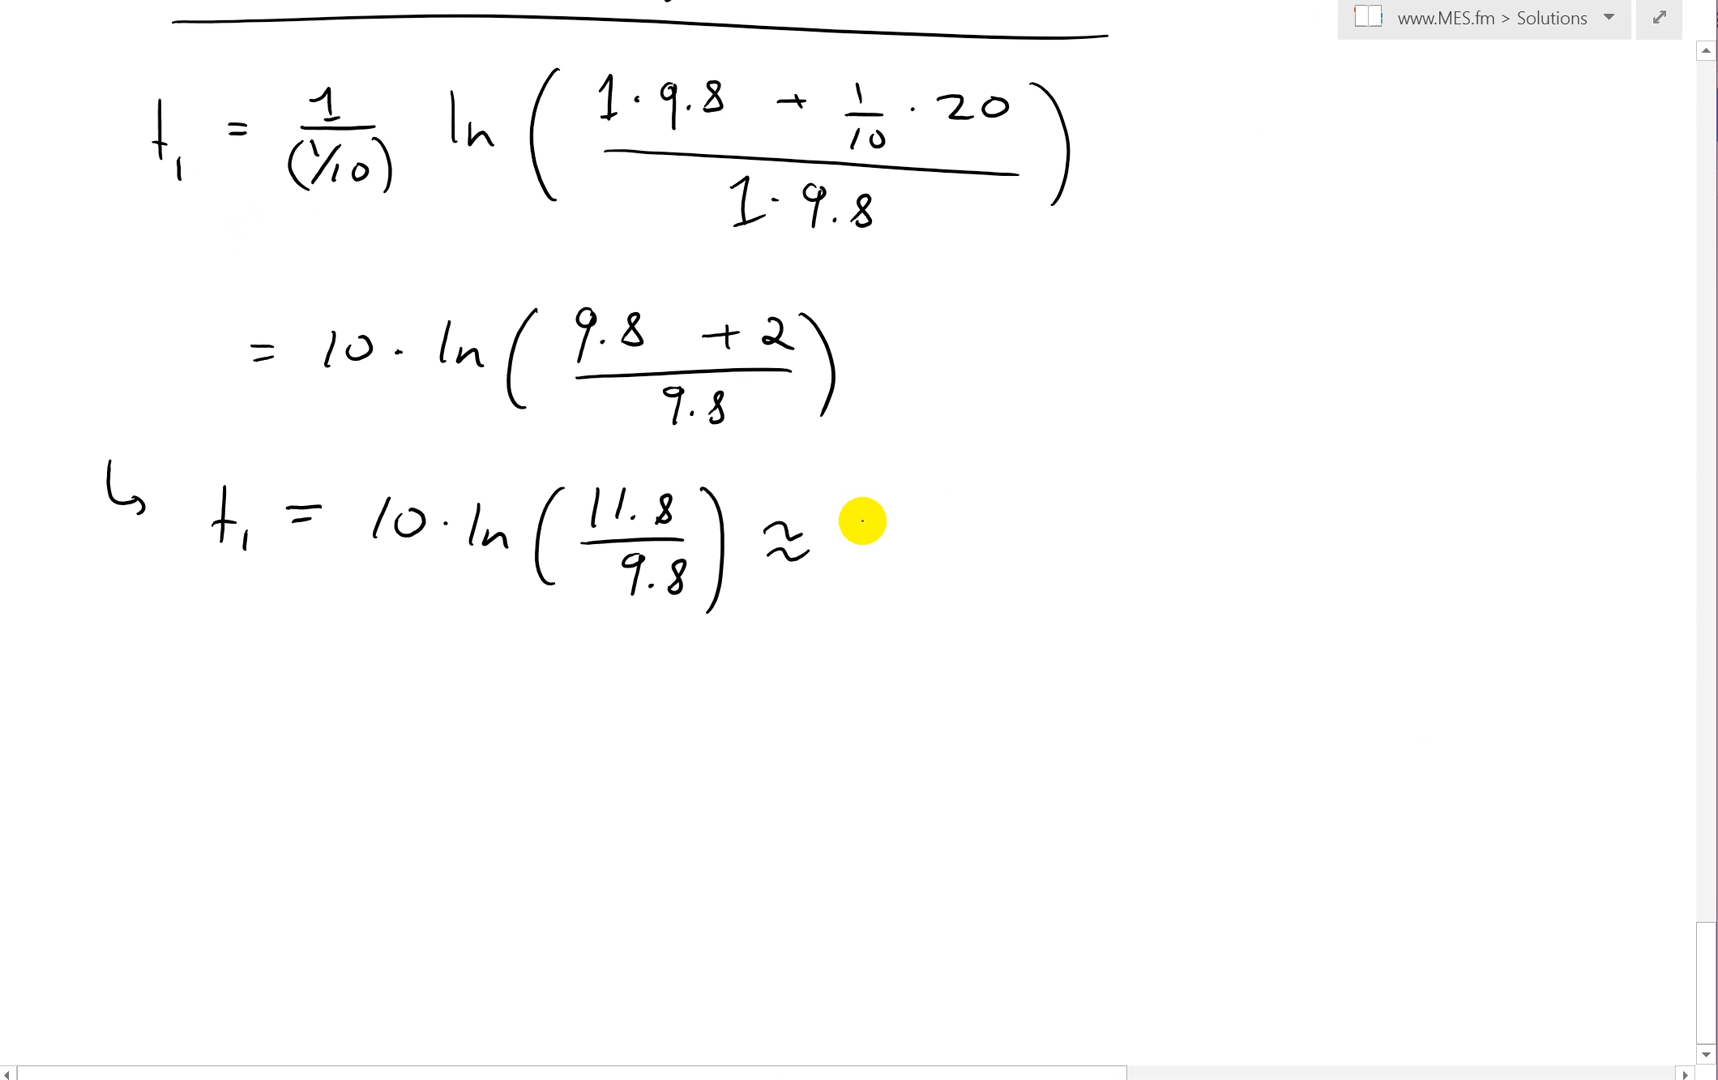 www.MES.fm > Solutions
t₁ = 1/(1/10) ln ( (1 · 9.8 + 1/10 · 20) / (1 · 9.8) )
= 10 · ln ( (9.8 + 2) / 9.8 )
↳ t₁ = 10 · ln ( 11.8 / 9.8 ) ≈